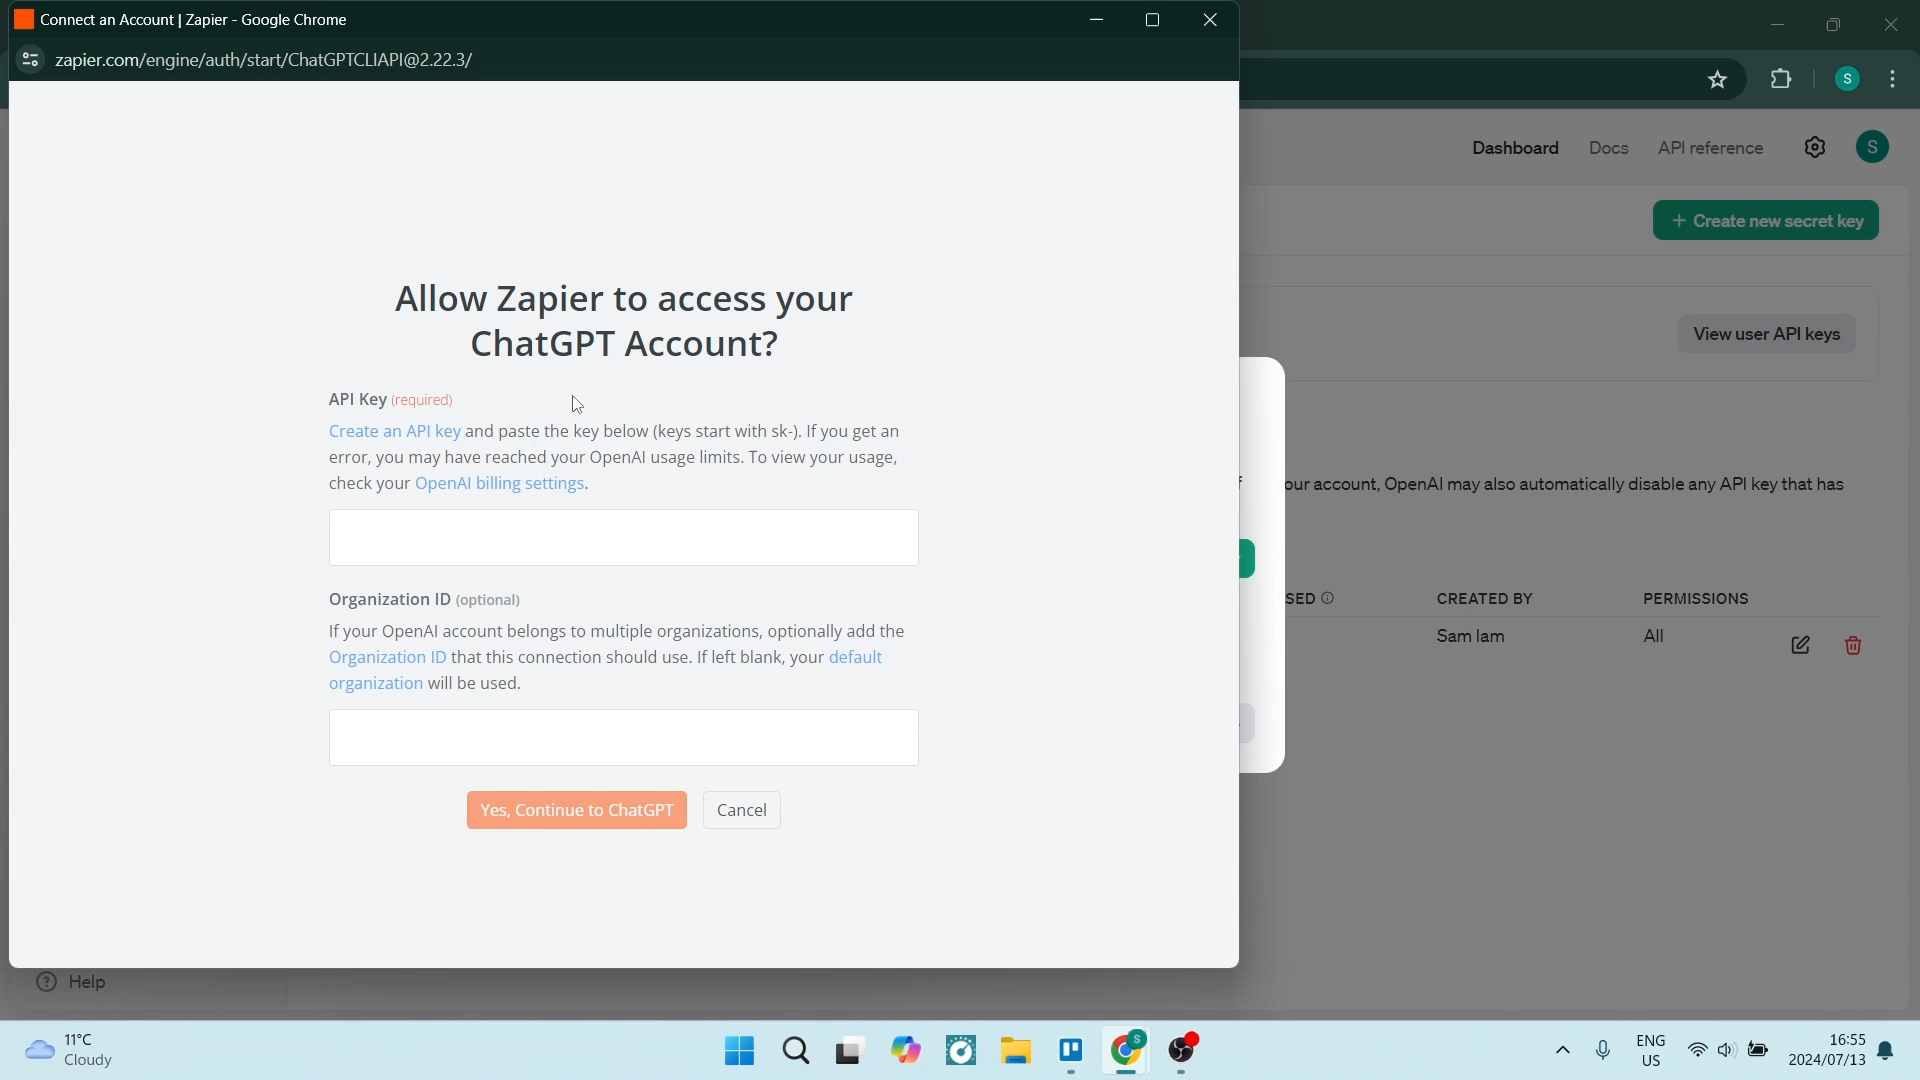 Connect an Account | Zapier - Google Chrome
zapier.com/engine/auth/start/ChatGPTCLIAPI@2.22.3/
S
Dashboard
Docs
API reference
S
+ Create new secret key
View user API keys
Allow Zapier to access your
ChatGPT Account?
API Key (required)
Create an API key and paste the key below (keys start with sk-). If you get an
error, you may have reached your OpenAI usage limits. To view your usage,
check your OpenAI billing settings.
our account, OpenAI may also automatically disable any API key that has
Organization ID (optional)
If your OpenAI account belongs to multiple organizations, optionally add the
Organization ID that this connection should use. If left blank, your default
organization will be used.
SED
CREATED BY
PERMISSIONS
Sam lam
All
Yes, Continue to ChatGPT
Cancel
Help
11°C
Cloudy
S
ENG
US
16:55
2024/07/13